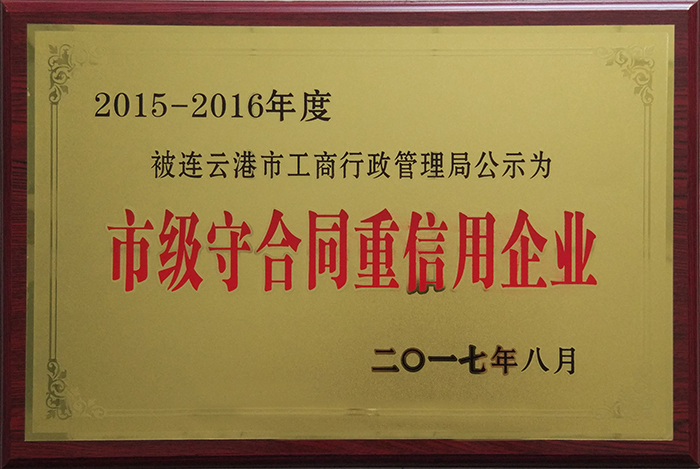 2015-2016年度
被连云港市工商行政管理局公示为
市级守合同重信用企业
二〇一七年八月